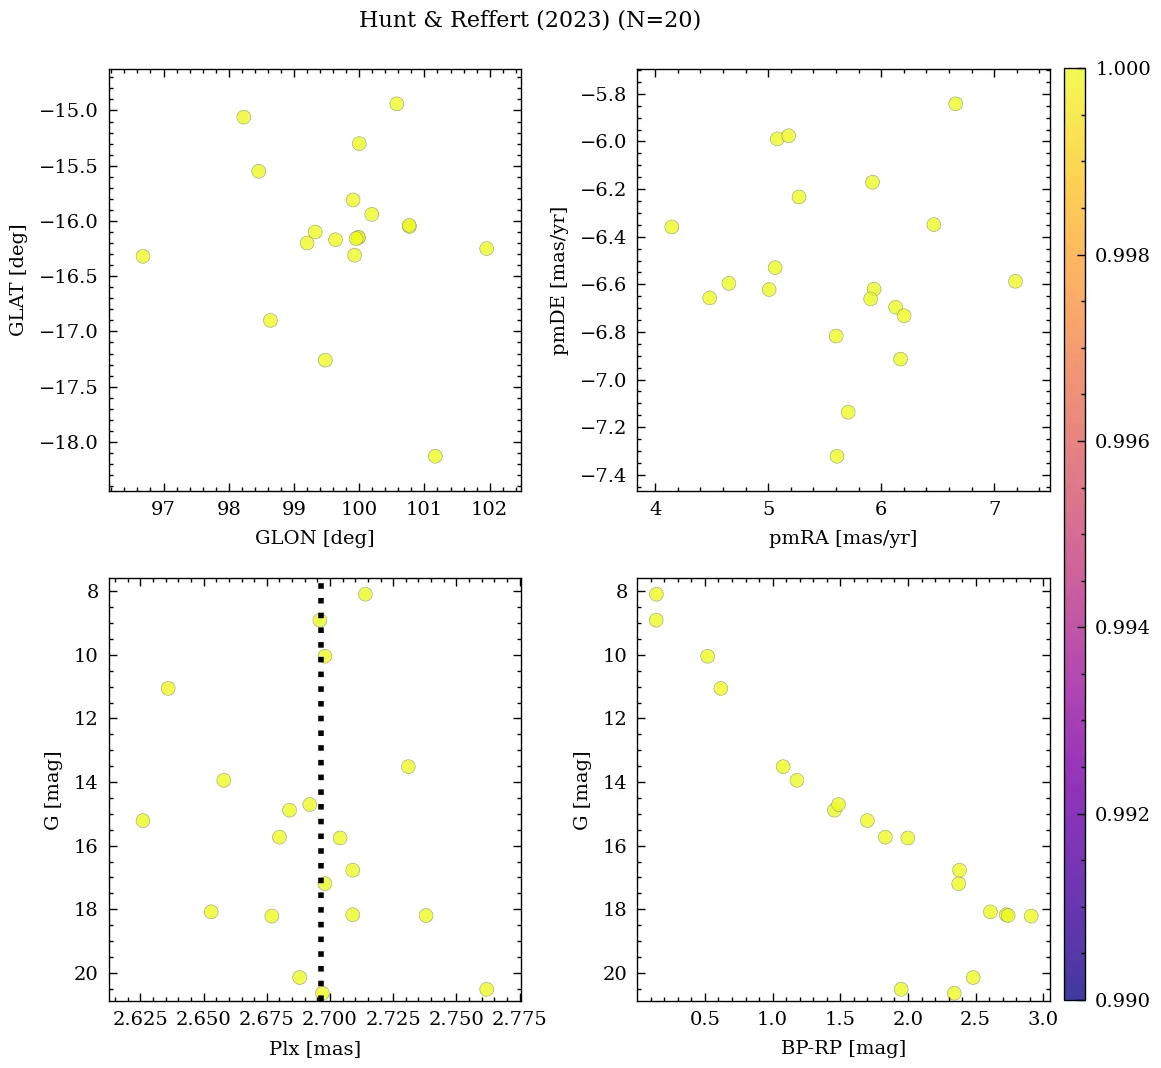 Hunt & Reffert (2023) (N=20)
−15.0
−15.5
−16.0
−16.5
−17.0
−17.5
−18.0
GLAT [deg]
97 98 99 100 101 102
GLON [deg]
−5.8
−6.0
−6.2
−6.4
−6.6
−6.8
−7.0
−7.2
−7.4
pmDE [mas/yr]
4 5 6 7
pmRA [mas/yr]
1.000
0.998
0.996
0.994
0.992
0.990
8
10
12
14
16
18
20
G [mag]
2.625 2.650 2.675 2.700 2.725 2.750 2.775
Plx [mas]
8
10
12
14
16
18
20
G [mag]
0.5 1.0 1.5 2.0 2.5 3.0
BP-RP [mag]